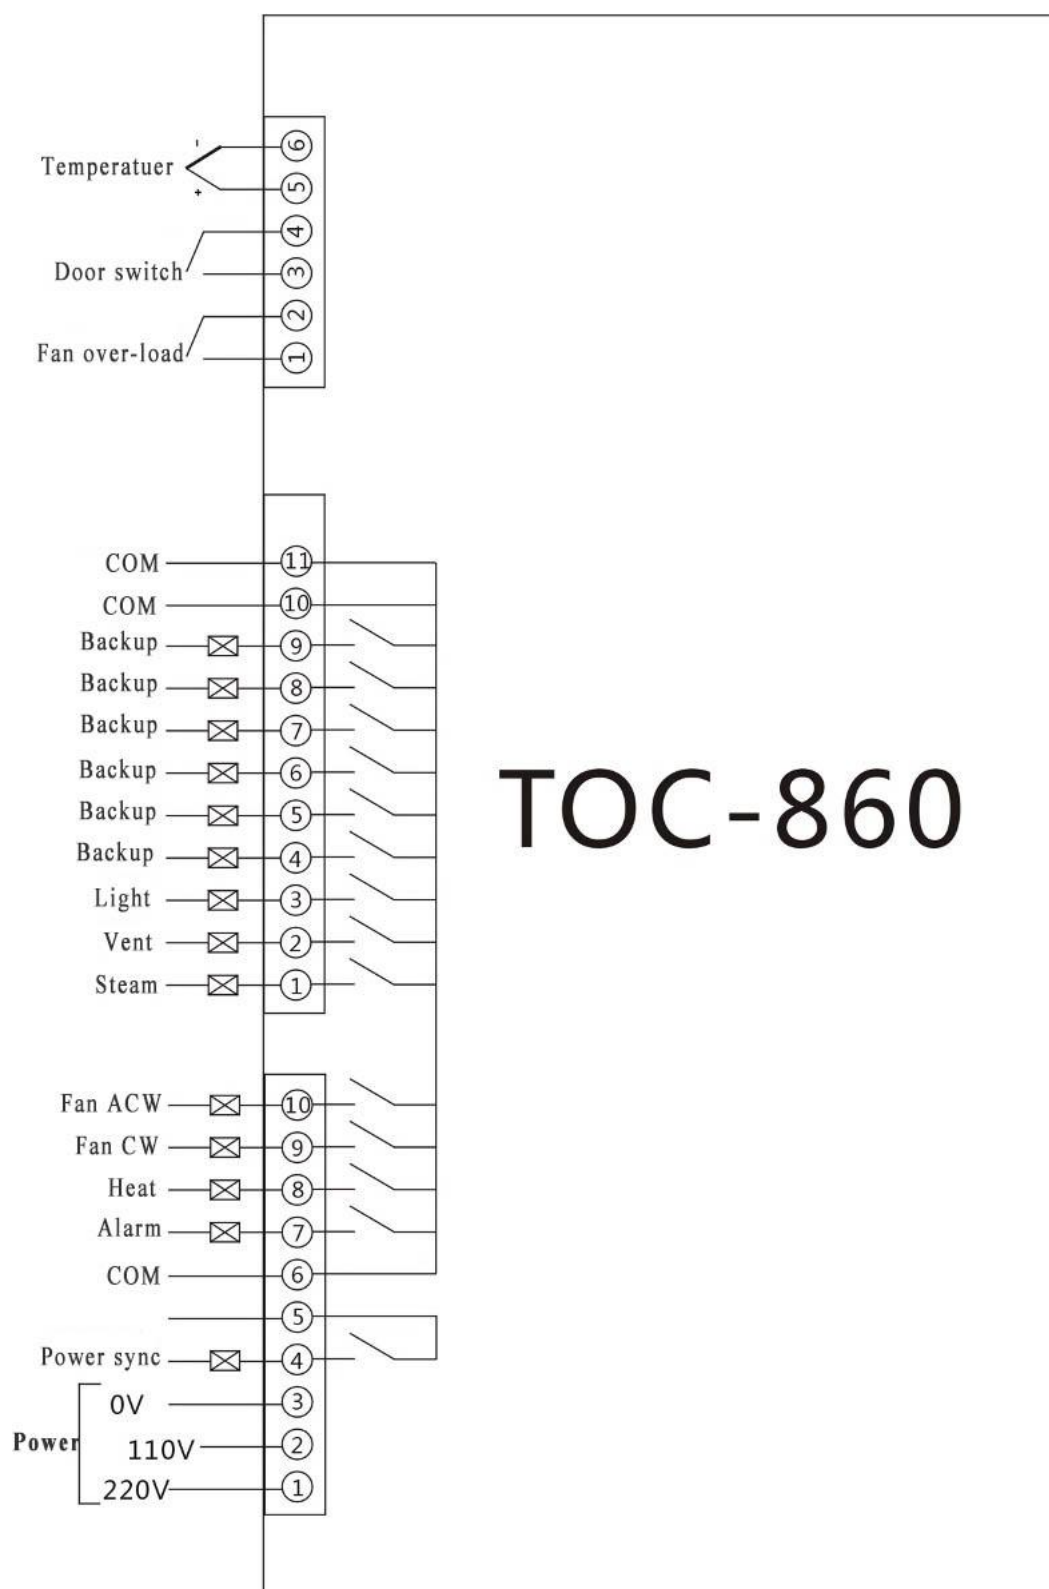 - 6
Temperatuer
+ 5
4
Door switch 3
2
Fan over-load 1
COM 11
COM 10
Backup 9
Backup 8
Backup 7
Backup 6
Backup 5
Backup 4
Light 3
Vent 2
Steam 1
TOC-860
Fan ACW 10
Fan CW 9
Heat 8
Alarm 7
COM 6
5
Power sync 4
0V 3
Power 110V 2
220V 1